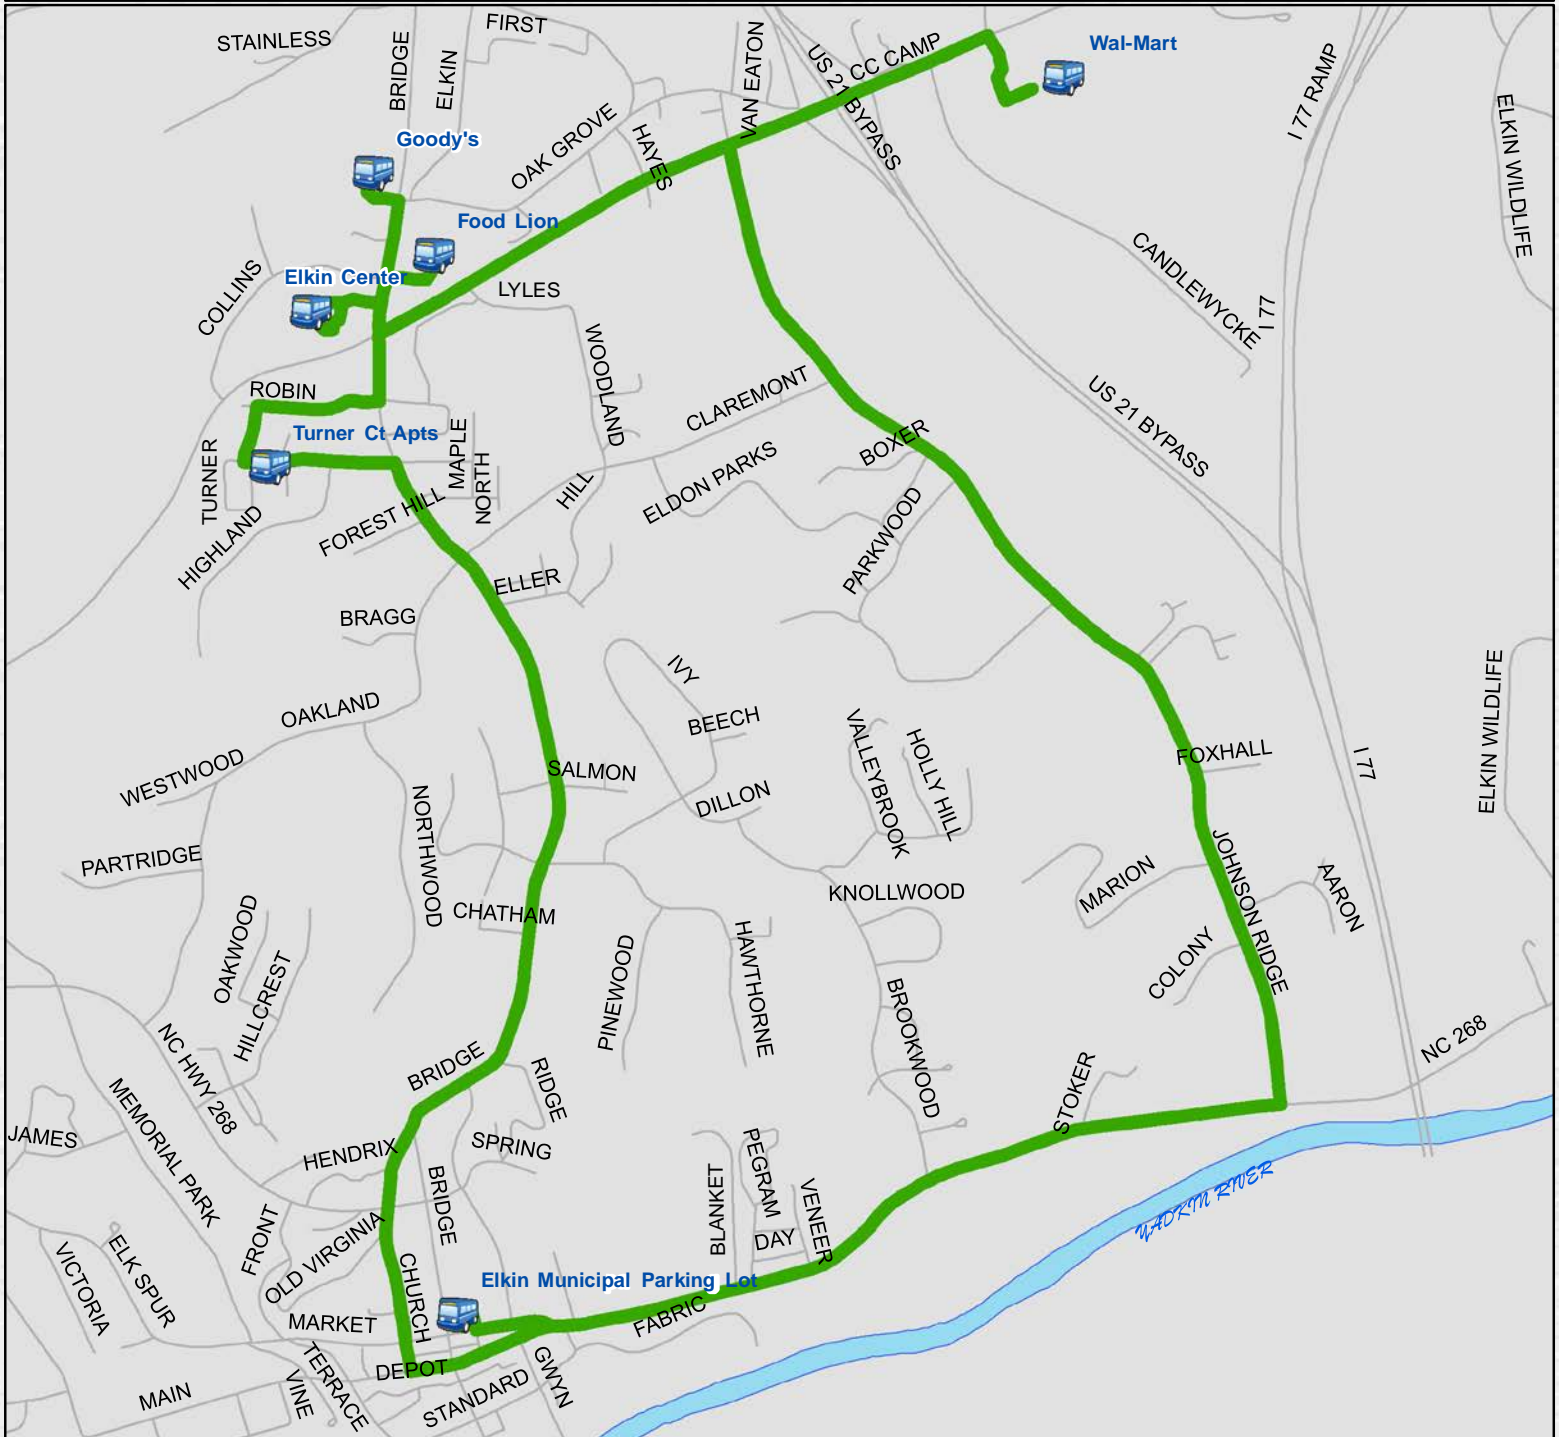 FIRST
STAINLESS
BRIDGE
ELKIN
VAN EATON
US 21 BYPASS
CC CAMP
Wal-Mart
I 77 RAMP
ELKIN WILDLIFE
Goody's
OAK GROVE
HAYES
Food Lion
Elkin Center
COLLINS
LYLES
CANDLEWYCKE
I 77
WOODLAND
ROBIN
CLAREMONT
US 21 BYPASS
Turner Ct Apts
TURNER
MAPLE
NORTH
BOXER
ELDON PARKS
HILL
FOREST HILL
HIGHLAND
PARKWOOD
ELLER
BRAGG
IVY
OAKLAND
BEECH
VALLEYBROOK
HOLLY HILL
FOXHALL
I 77
ELKIN WILDLIFE
WESTWOOD
SALMON
DILLON
NORTHWOOD
PARTRIDGE
KNOLLWOOD
MARION
JOHNSON RIDGE
AARON
CHATHAM
OAKWOOD
HILLCREST
PINEWOOD
HAWTHORNE
COLONY
BROOKWOOD
NC HWY 268
BRIDGE
RIDGE
STOKER
NC 268
MEMORIAL PARK
JAMES
HENDRIX
SPRING
BRIDGE
BLANKET
PEGRAM
VENEER
DAY
YADKIN RIVER
FRONT
OLD VIRGINIA
VICTORIA
ELK SPUR
CHURCH
Elkin Municipal Parking Lot
MARKET
FABRIC
TERRACE
VINE
DEPOT
GWYN
MAIN
STANDARD